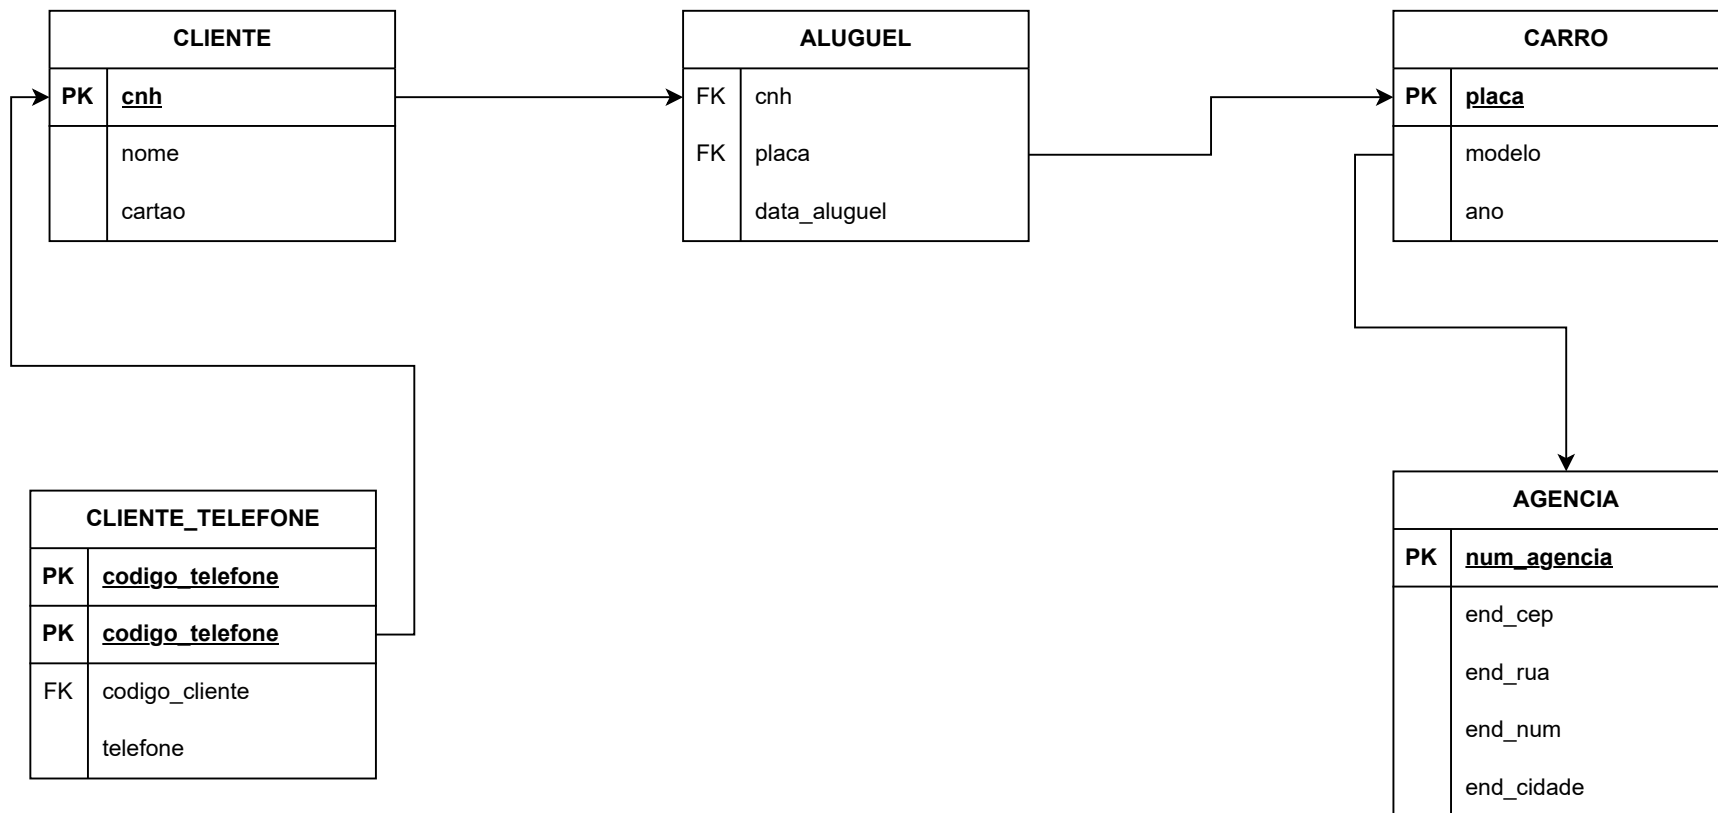 CLIENTE
PK cnh
nome
cartao
ALUGUEL
FK cnh
FK placa
data_aluguel
CARRO
PK placa
modelo
ano
CLIENTE_TELEFONE
PK codigo_telefone
PK codigo_telefone
FK codigo_cliente
telefone
AGENCIA
PK num_agencia
end_cep
end_rua
end_num
end_cidade